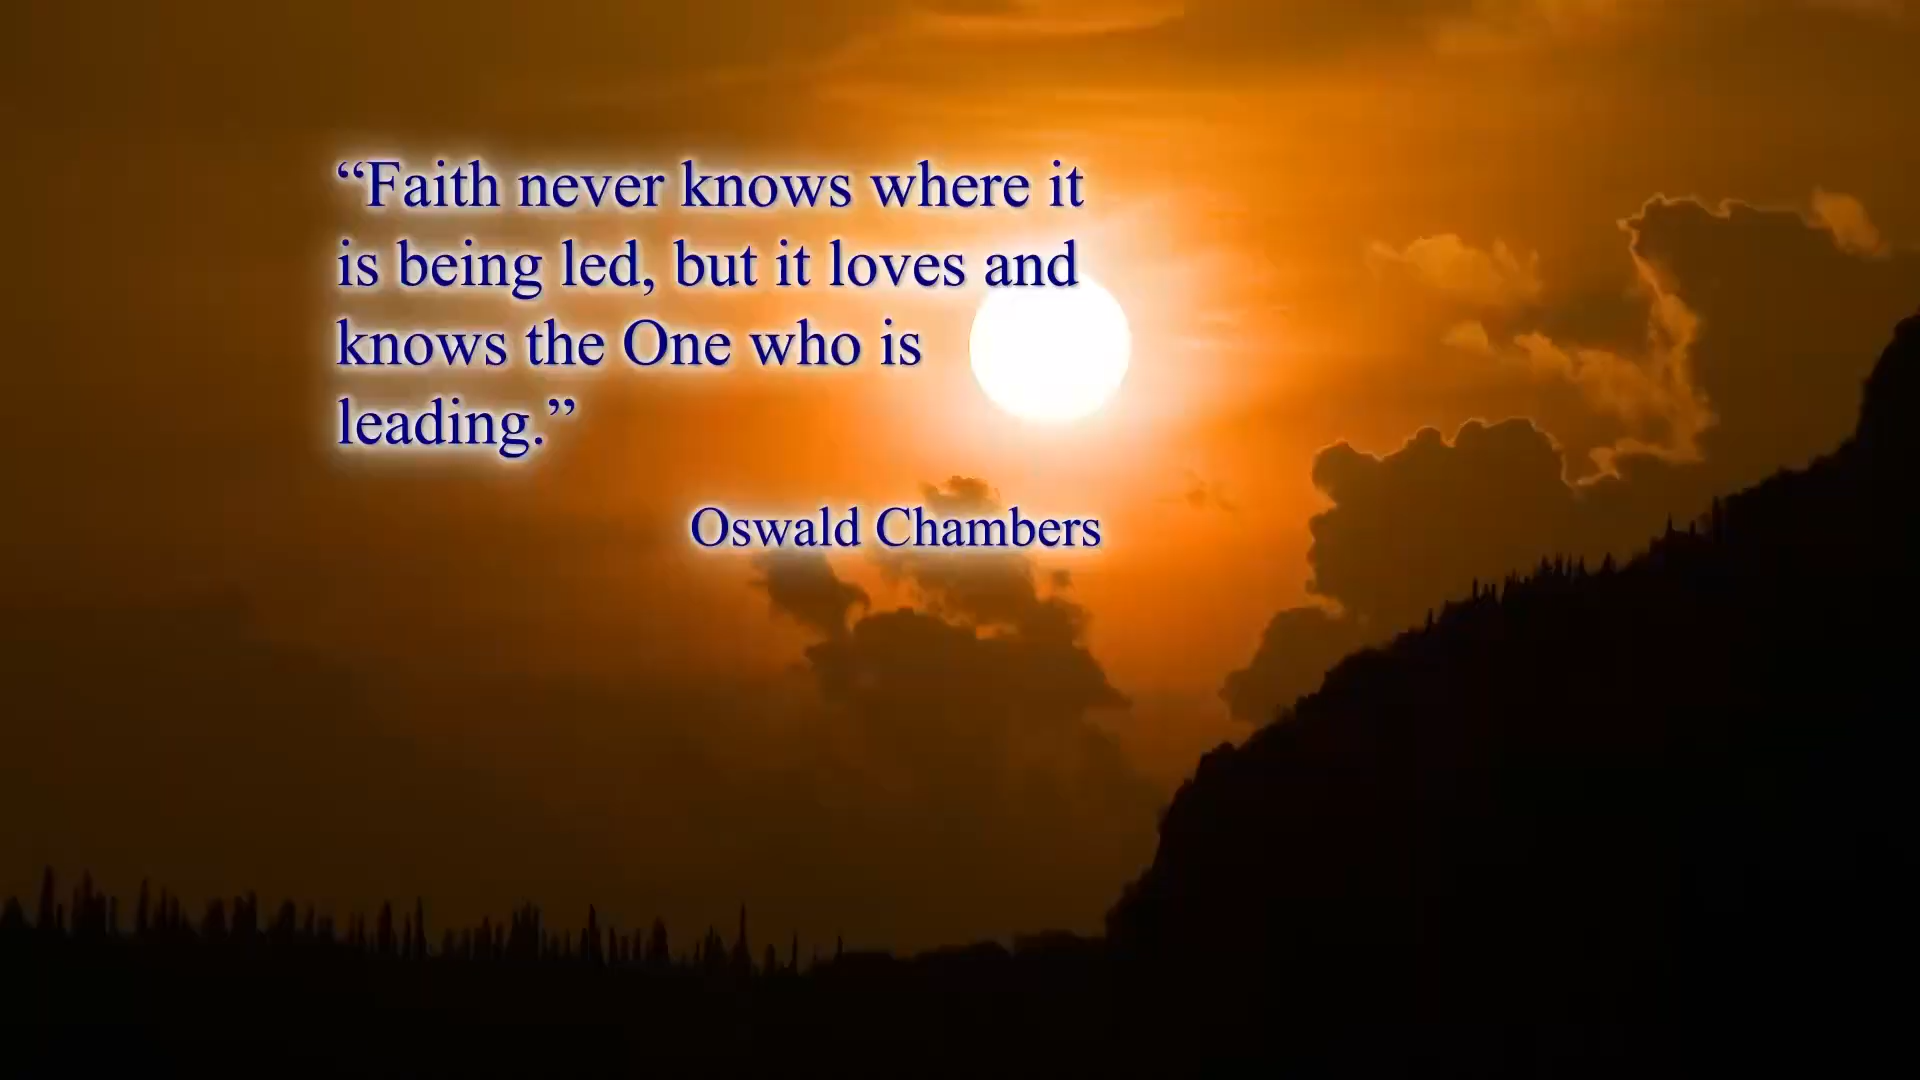 “Faith never knows where it
is being led, but it loves and
knows the One who is
leading.”
Oswald Chambers